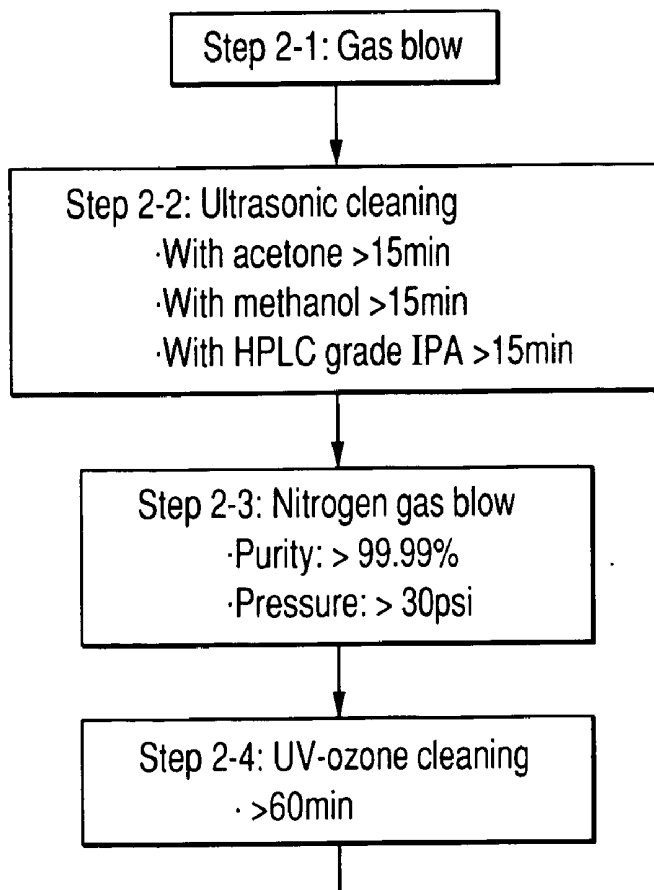 Step 2-1: Gas blow
Step 2-2: Ultrasonic cleaning
·With acetone >15min
·With methanol >15min
·With HPLC grade IPA >15min
Step 2-3: Nitrogen gas blow
·Purity: > 99.99%
·Pressure: > 30psi
Step 2-4: UV-ozone cleaning
· >60min